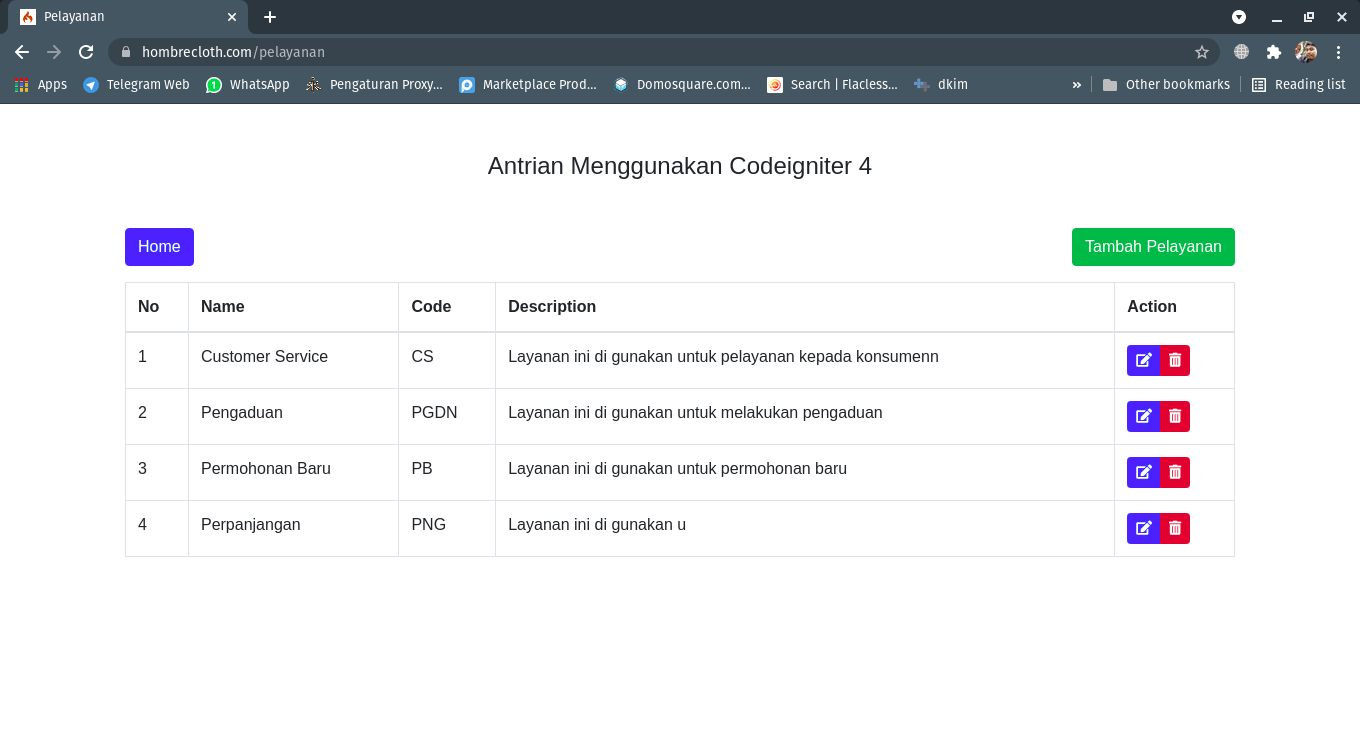 Pelayanan
hombrecloth.com/pelayanan
Apps Telegram Web WhatsApp Pengaturan Proxy... Marketplace Prod... Domosquare.com... Search | Flacless... dkim » Other bookmarks Reading list
Antrian Menggunakan Codeigniter 4
Home Tambah Pelayanan
No Name Code Description Action
1 Customer Service CS Layanan ini di gunakan untuk pelayanan kepada konsumenn
2 Pengaduan PGDN Layanan ini di gunakan untuk melakukan pengaduan
3 Permohonan Baru PB Layanan ini di gunakan untuk permohonan baru
4 Perpanjangan PNG Layanan ini di gunakan u